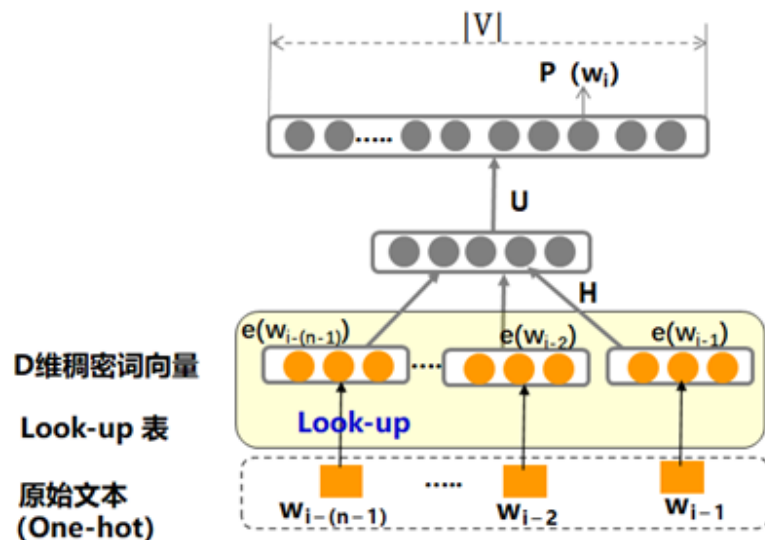 |V|
P (wᵢ)
.....
U
H
e(wᵢ₋₍ₙ₋₁₎) e(wᵢ₋₂) e(wᵢ₋₁)
D维稠密词向量
.....
Look-up 表 Look-up
原始文本
(One-hot)
.....
wᵢ₋₍ₙ₋₁₎ wᵢ₋₂ wᵢ₋₁